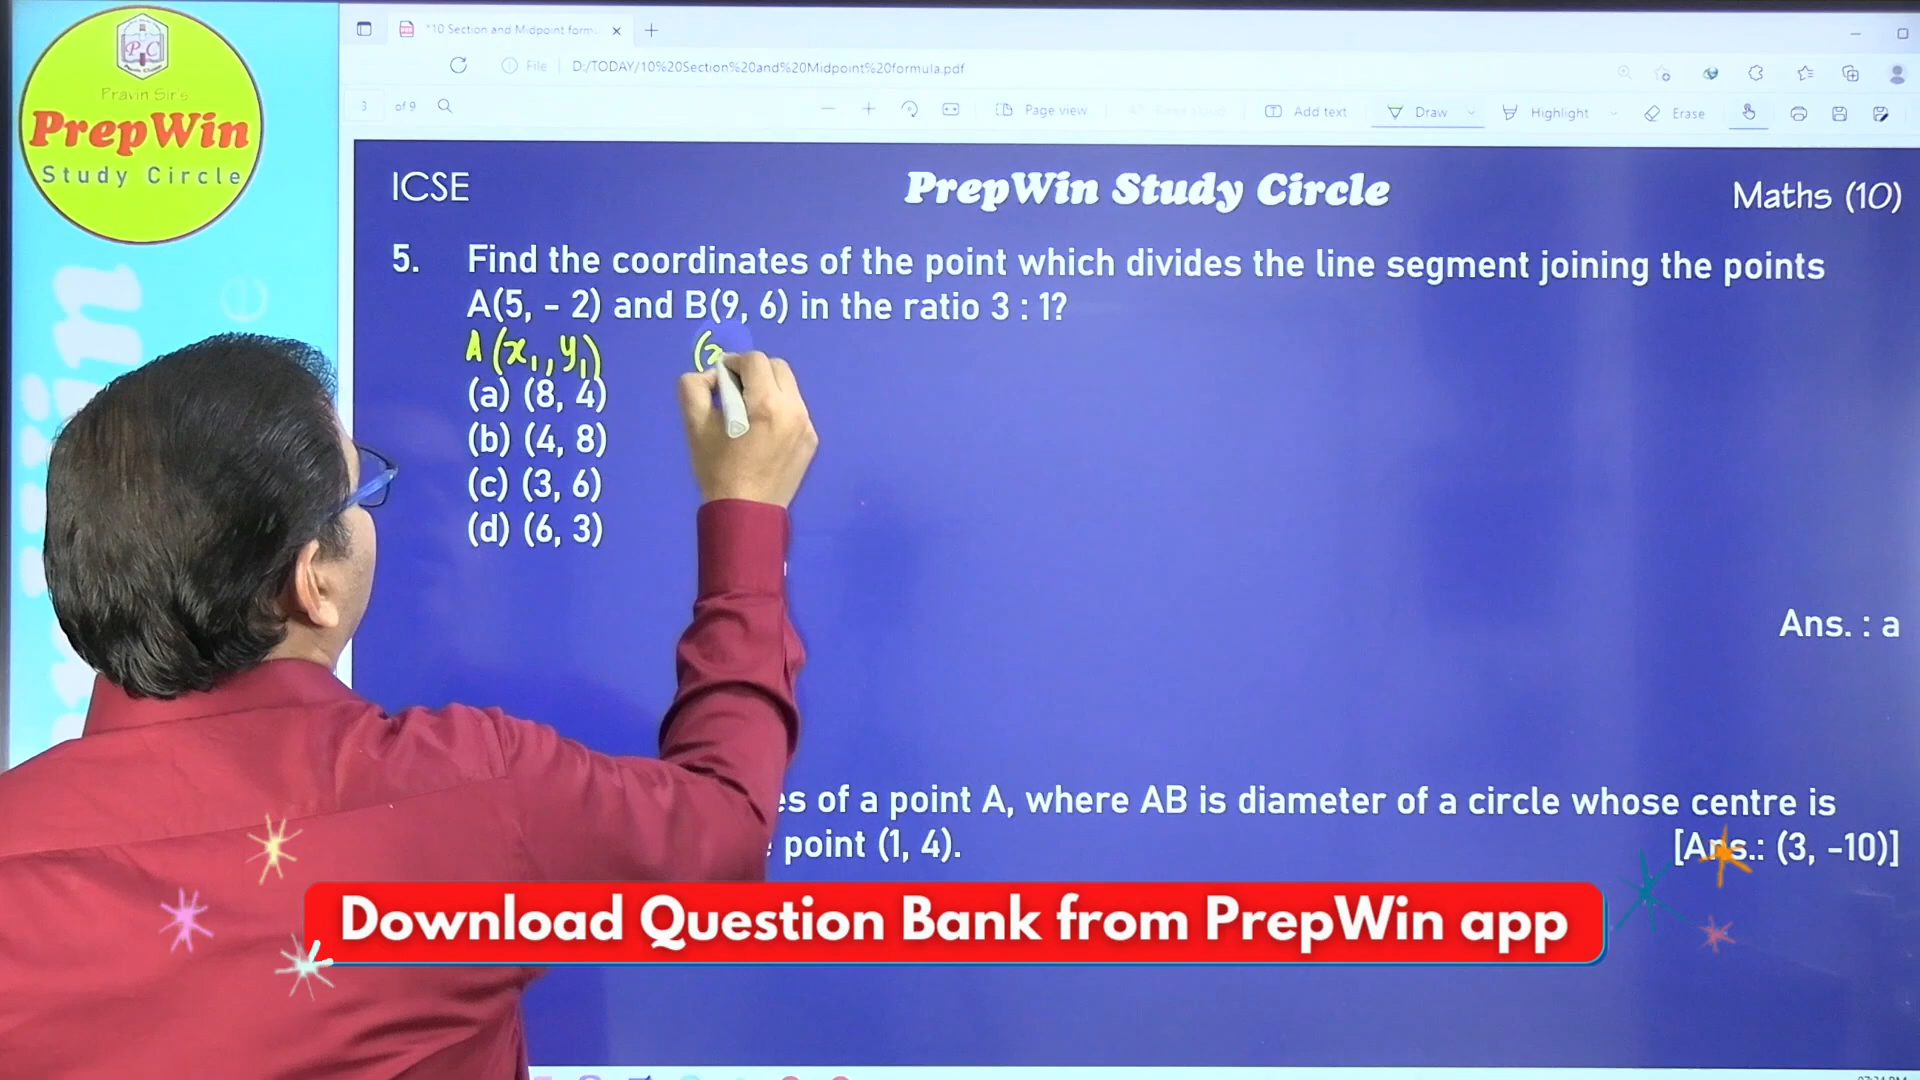 Pravin Sir's
PrepWin
Study Circle
*10 Section and Midpoint form...
File
D:/TODAY/10%20Section%20and%20Midpoint%20formula.pdf
3 of 9
Page view
Add text
Draw
Highlight
Erase
ICSE
PrepWin Study Circle
Maths (10)
5. Find the coordinates of the point which divides the line segment joining the points
A(5, – 2) and B(9, 6) in the ratio 3 : 1?
A (x₁, y₁)
(a) (8, 4)
(b) (4, 8)
(c) (3, 6)
(d) (6, 3)
Ans. : a
es of a point A, where AB is diameter of a circle whose centre is
point (1, 4).
[Ans.: (3, –10)]
Download Question Bank from PrepWin app